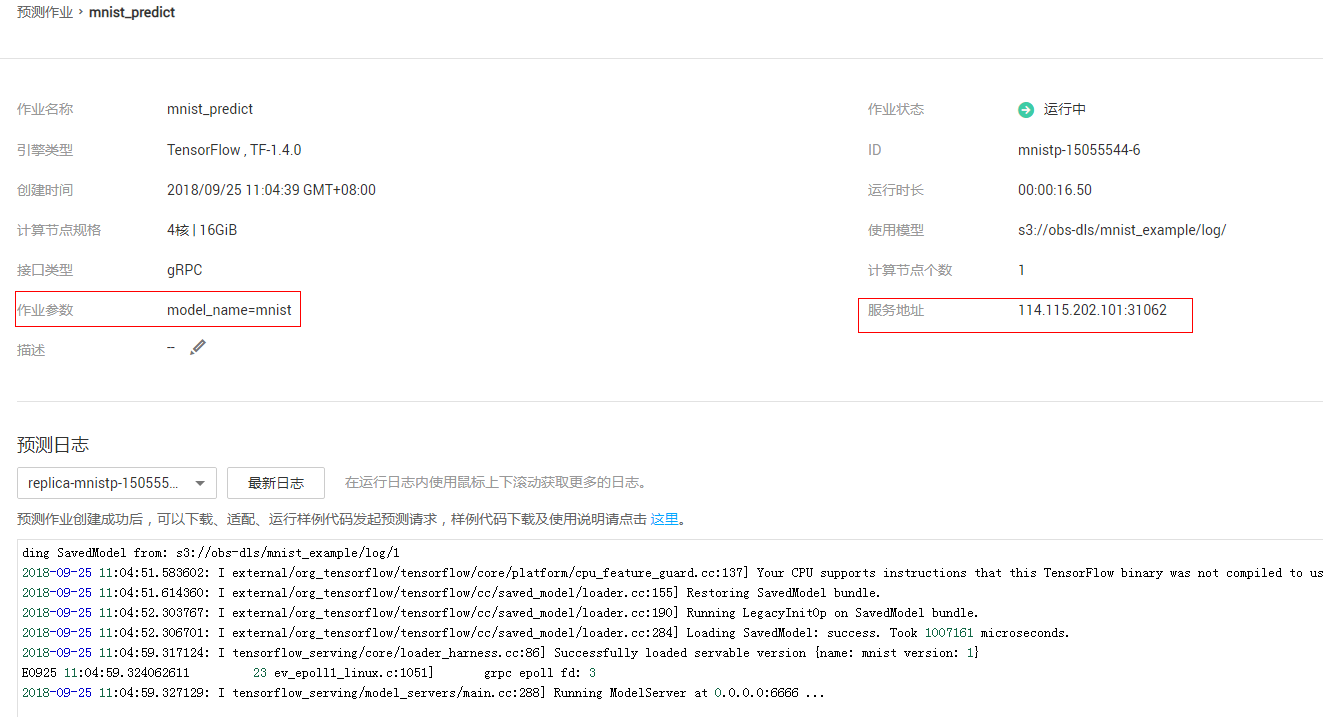 预测作业 › mnist_predict
作业名称 mnist_predict 作业状态 运行中
引擎类型 TensorFlow , TF-1.4.0 ID mnistp-15055544-6
创建时间 2018/09/25 11:04:39 GMT+08:00 运行时长 00:00:16.50
计算节点规格 4核 | 16GiB 使用模型 s3://obs-dls/mnist_example/log/
接口类型 gRPC 计算节点个数 1
作业参数 model_name=mnist 服务地址 114.115.202.101:31062
描述 --
预测日志
replica-mnistp-150555... 最新日志 在运行日志内使用鼠标上下滚动获取更多的日志。
预测作业创建成功后，可以下载、适配、运行样例代码发起预测请求，样例代码下载及使用说明请点击 这里。
ding SavedModel from: s3://obs-dls/mnist_example/log/1
2018-09-25 11:04:51.583602: I external/org_tensorflow/tensorflow/core/platform/cpu_feature_guard.cc:137] Your CPU supports instructions that this TensorFlow binary was not compiled to us
2018-09-25 11:04:51.614360: I external/org_tensorflow/tensorflow/cc/saved_model/loader.cc:155] Restoring SavedModel bundle.
2018-09-25 11:04:52.303767: I external/org_tensorflow/tensorflow/cc/saved_model/loader.cc:190] Running LegacyInitOp on SavedModel bundle.
2018-09-25 11:04:52.306701: I external/org_tensorflow/tensorflow/cc/saved_model/loader.cc:284] Loading SavedModel: success. Took 1007161 microseconds.
2018-09-25 11:04:59.317124: I tensorflow_serving/core/loader_harness.cc:86] Successfully loaded servable version {name: mnist version: 1}
E0925 11:04:59.324062611 23 ev_epoll1_linux.c:1051] grpc epoll fd: 3
2018-09-25 11:04:59.327129: I tensorflow_serving/model_servers/main.cc:288] Running ModelServer at 0.0.0.0:6666 ...